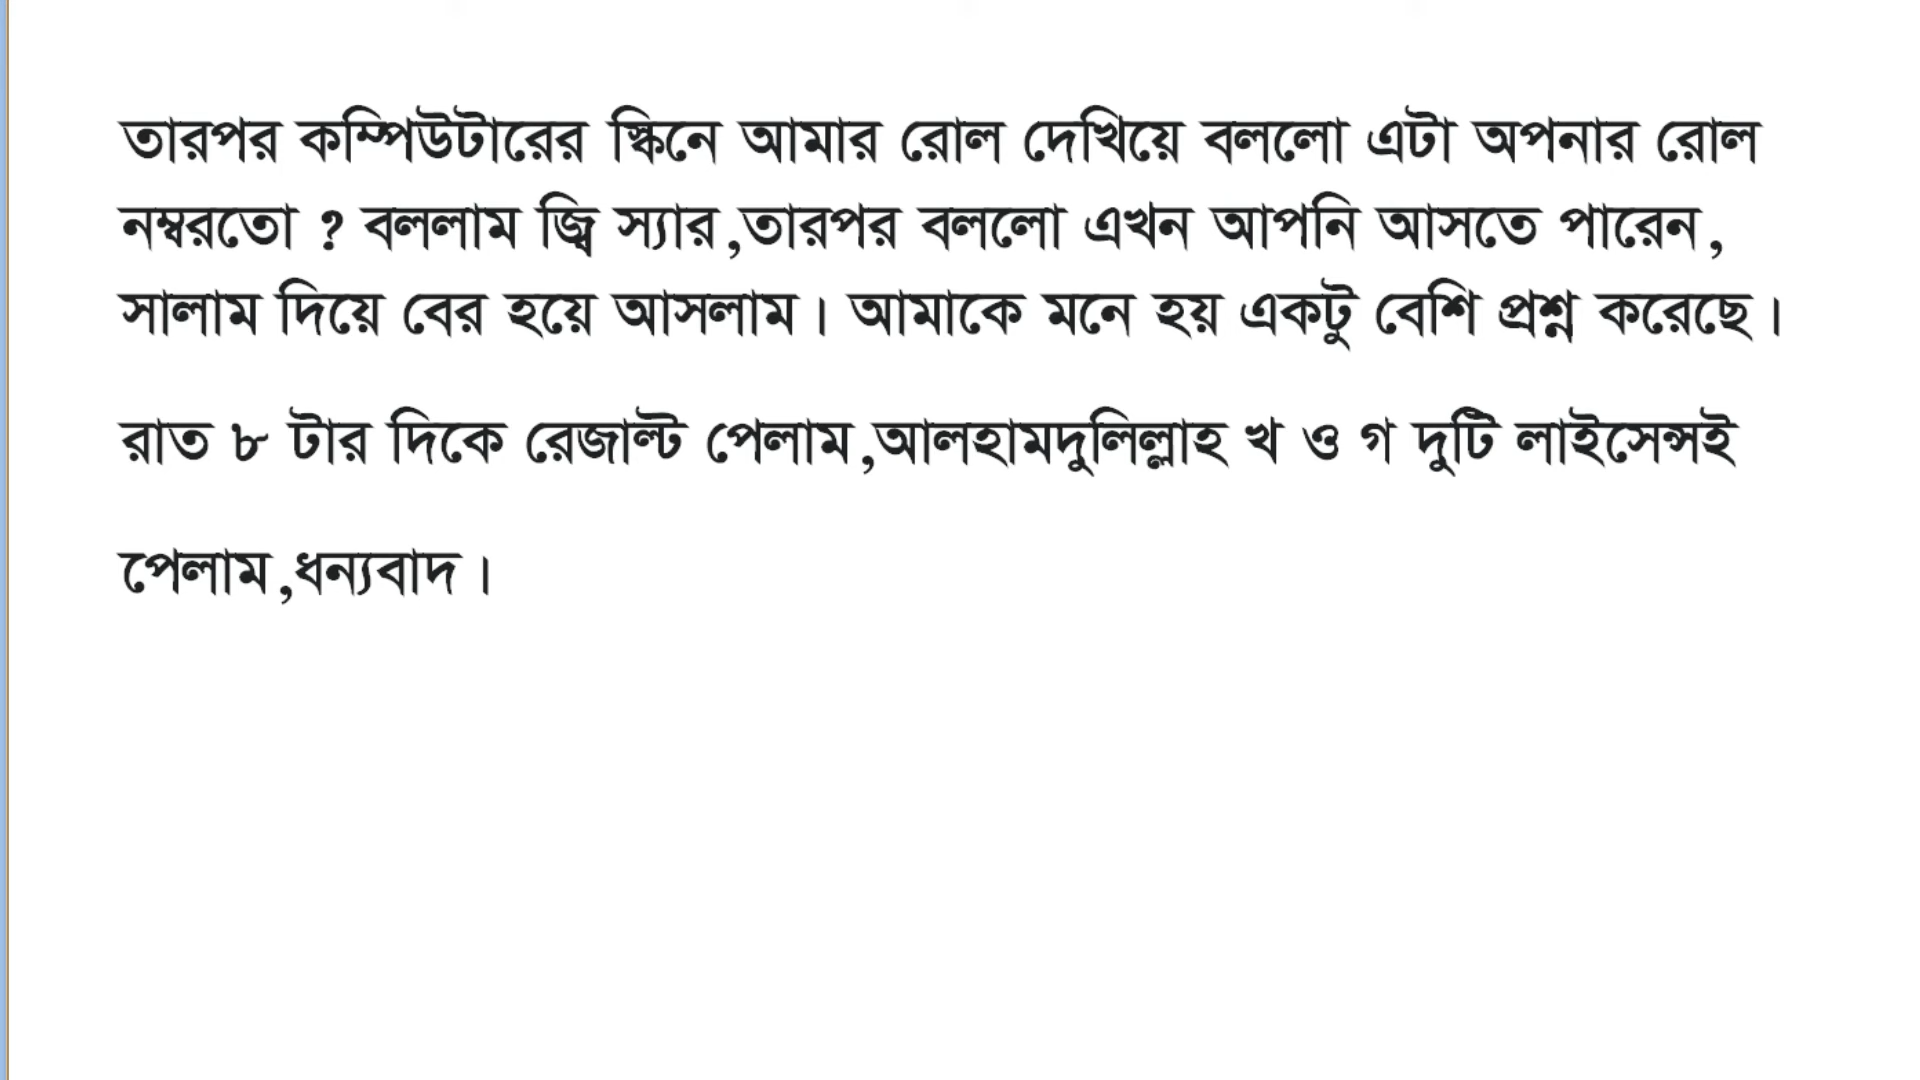 তারপর কম্পিউটারের স্কিনে আমার রোল দেখিয়ে বললো এটা অপনার রোল
নম্বরতো ? বললাম জ্বি স্যার,তারপর বললো এখন আপনি আসতে পারেন,
সালাম দিয়ে বের হয়ে আসলাম। আমাকে মনে হয় একটু বেশি প্রশ্ন করেছে।
রাত ৮ টার দিকে রেজাল্ট পেলাম,আলহামদুলিল্লাহ খ ও গ দুটি লাইসেন্সই
পেলাম,ধন্যবাদ।